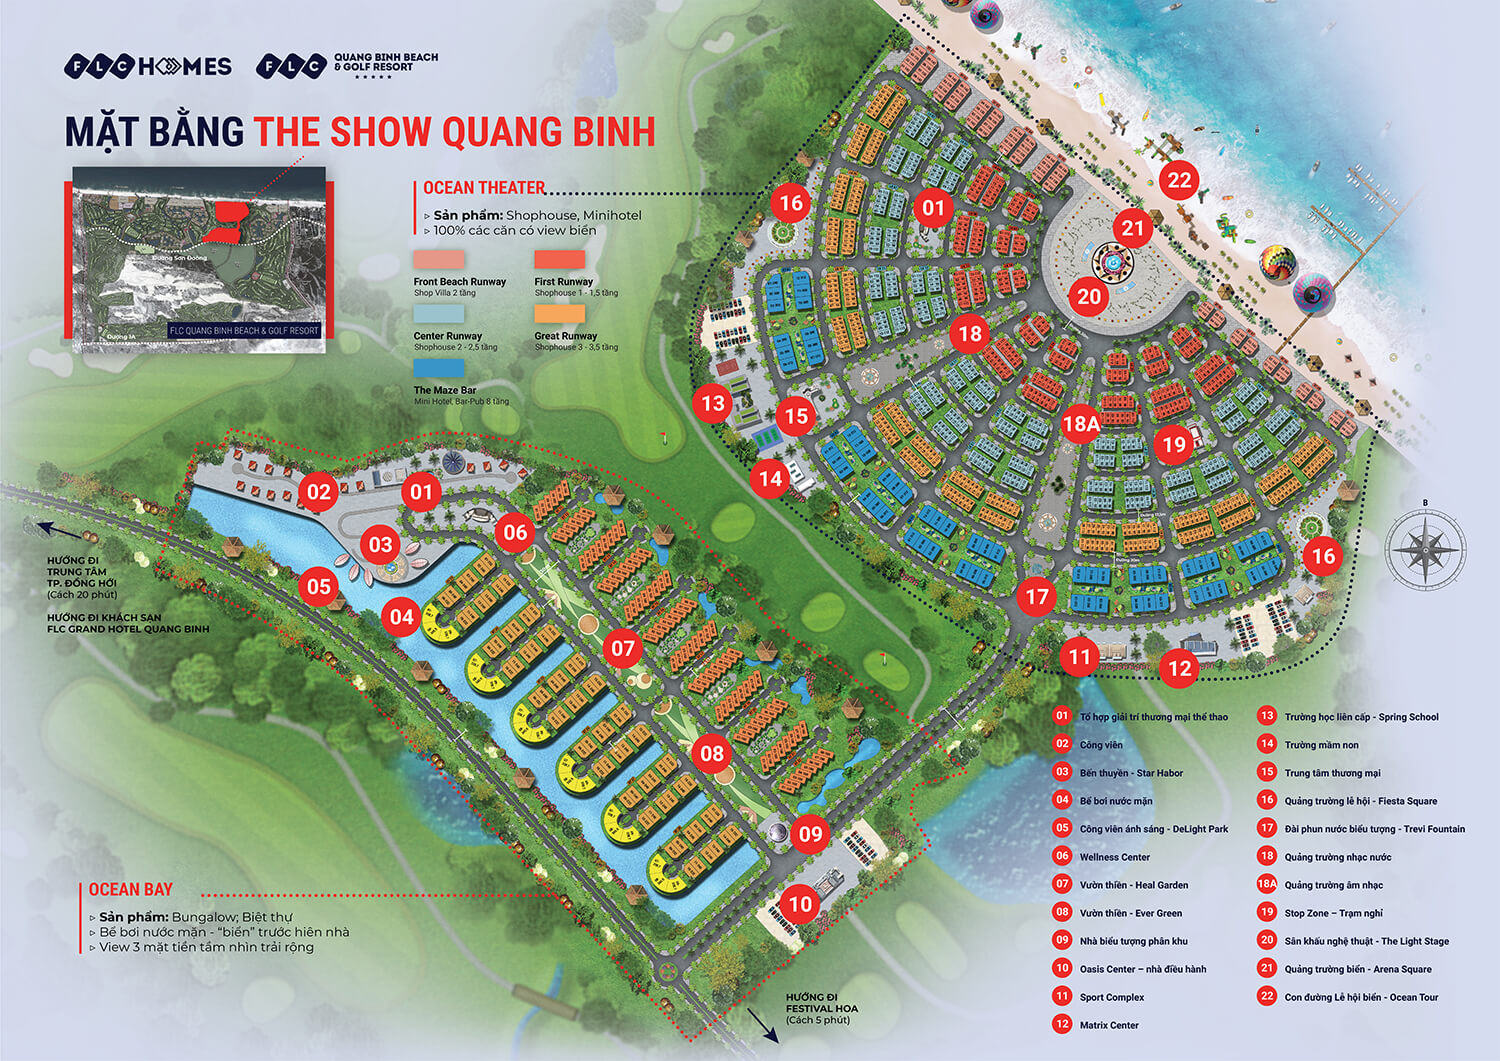 FLC HOMES
FLC QUANG BINH BEACH
& GOLF RESORT
MẶT BẰNG THE SHOW QUANG BINH
Đường Sơn Đoòng
Đường 1A
FLC QUANG BINH BEACH & GOLF RESORT
OCEAN THEATER
Sản phẩm: Shophouse, Minihotel
100% các căn có view biển
Front Beach Runway
Shop Villa 2 tầng
First Runway
Shophouse 1 - 1,5 tầng
Center Runway
Shophouse 2 - 2,5 tầng
Great Runway
Shophouse 3 - 3,5 tầng
The Maze Bar
Mini Hotel, Bar-Pub 8 tầng
22
16
01
21
20
18
13
15
18A
19
14
16
17
11
12
02
01
03
06
05
04
07
08
09
10
B
HƯỚNG ĐI
TRUNG TÂM
TP. ĐỒNG HỚI
(Cách 20 phút)
HƯỚNG ĐI KHÁCH SẠN
FLC GRAND HOTEL QUANG BINH
OCEAN BAY
Sản phẩm: Bungalow; Biệt thự
Bể bơi nước mặn - “biển” trước hiên nhà
View 3 mặt tiền tầm nhìn trải rộng
HƯỚNG ĐI
FESTIVAL HOA
(Cách 5 phút)
01 Tổ hợp giải trí thương mại thể thao
02 Công viên
03 Bến thuyền - Star Habor
04 Bể bơi nước mặn
05 Công viên ánh sáng - DeLight Park
06 Wellness Center
07 Vườn thiền - Heal Garden
08 Vườn thiền - Ever Green
09 Nhà biểu tượng phân khu
10 Oasis Center – nhà điều hành
11 Sport Complex
12 Matrix Center
13 Trường học liên cấp - Spring School
14 Trường mầm non
15 Trung tâm thương mại
16 Quảng trường lễ hội - Fiesta Square
17 Đài phun nước biểu tượng - Trevi Fountain
18 Quảng trường nhạc nước
18A Quảng trường âm nhạc
19 Stop Zone – Trạm nghỉ
20 Sân khấu nghệ thuật - The Light Stage
21 Quảng trường biển - Arena Square
22 Con đường Lễ hội biển - Ocean Tour